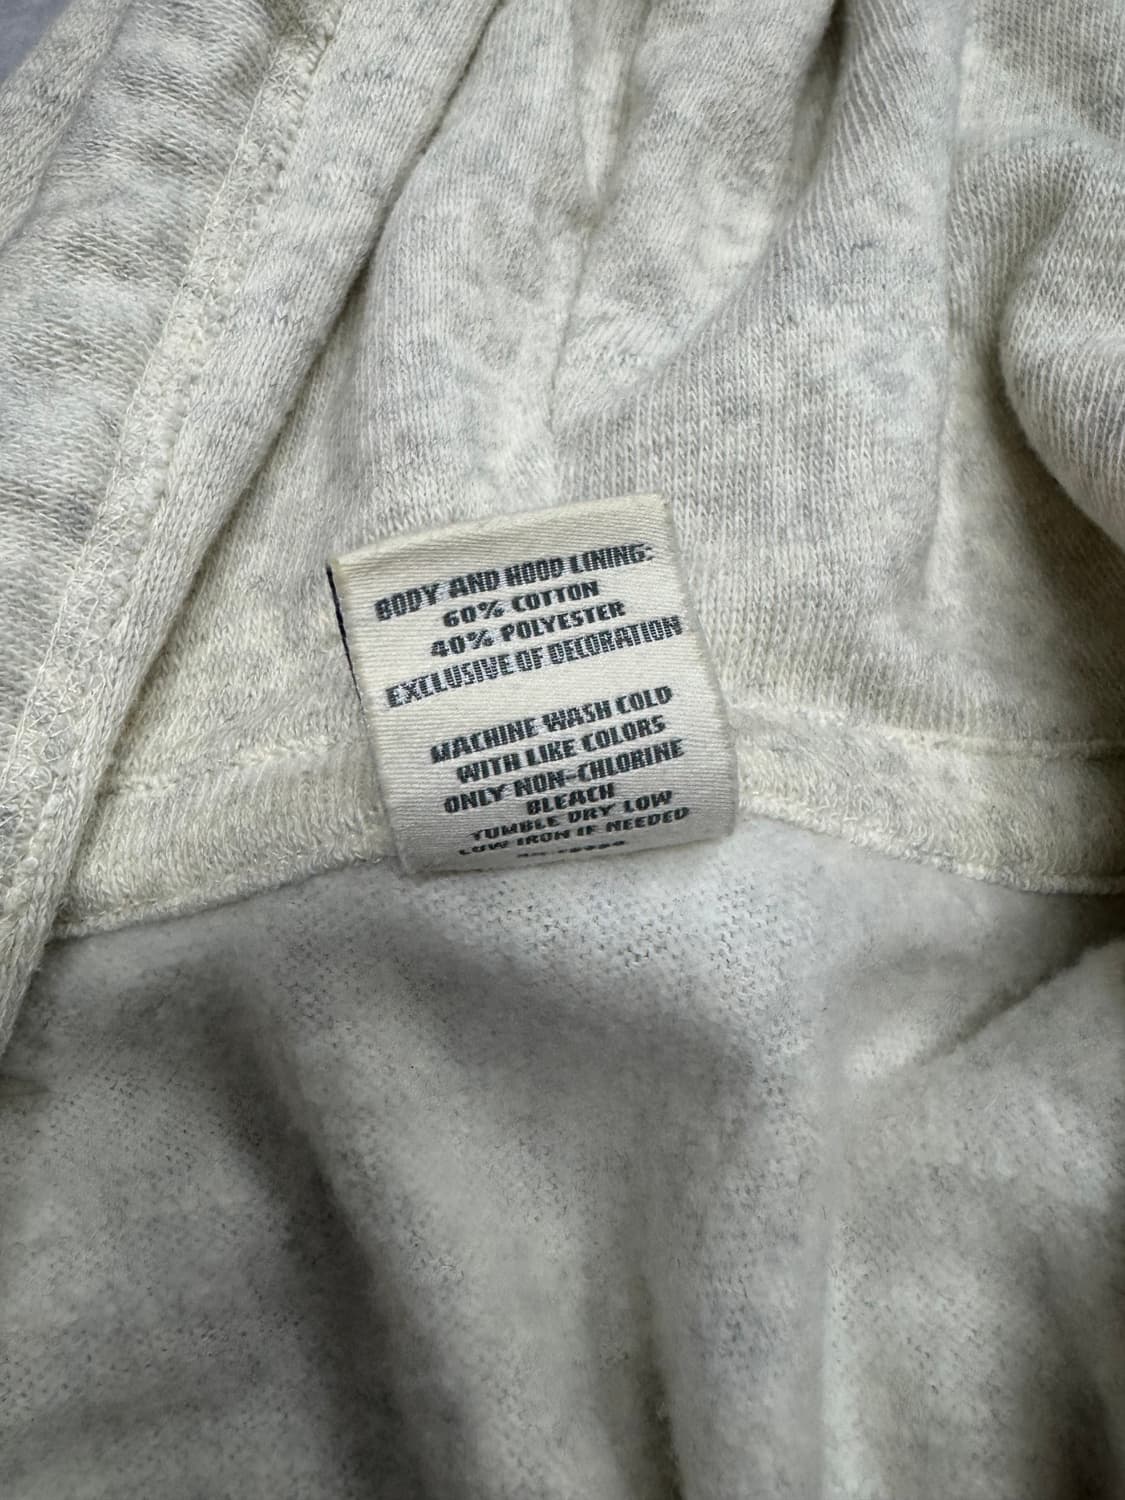 BODY AND HOOD LINING:
60% COTTON
40% POLYESTER
EXCLUSIVE OF DECORATION
MACHINE WASH COLD
WITH LIKE COLORS
ONLY NON-CHLORINE
BLEACH
TUMBLE DRY LOW
LOW IRON IF NEEDED